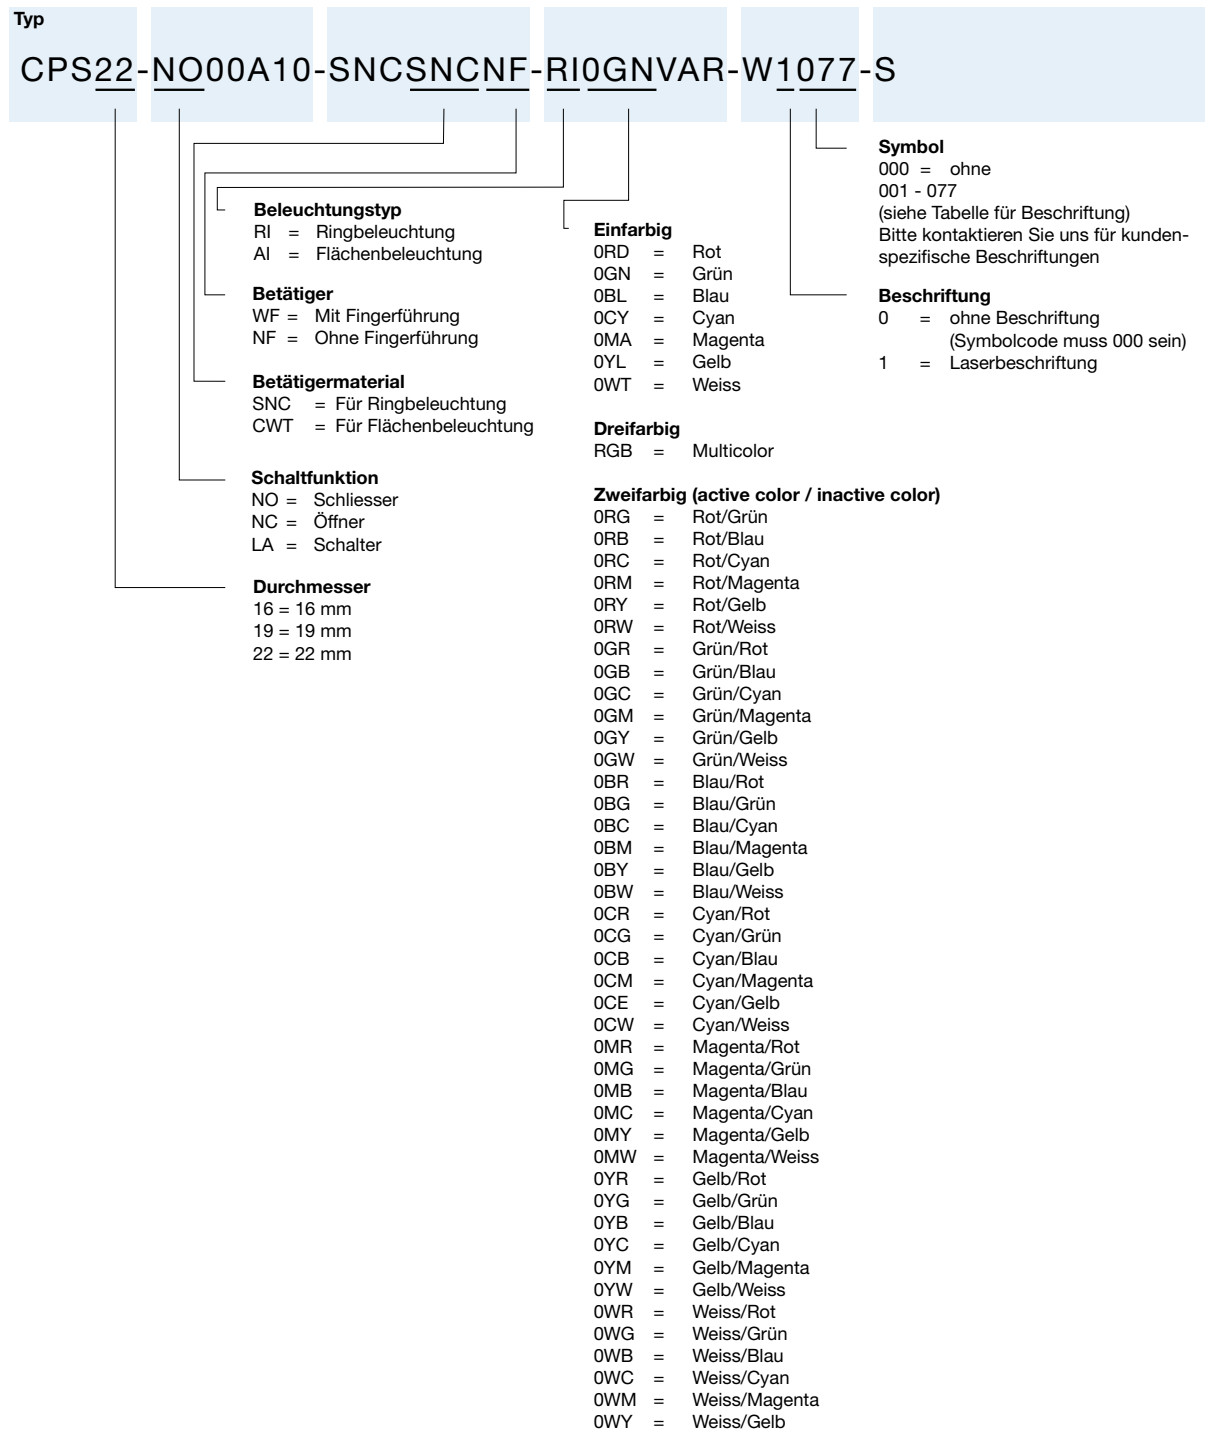 Typ
CPS22-NO00A10-SNCSNCNF-RI0GNVAR-W1077-S
Symbol
000 = ohne
001 - 077
(siehe Tabelle für Beschriftung)
Bitte kontaktieren Sie uns für kunden-
spezifische Beschriftungen
Beschriftung
0 = ohne Beschriftung
(Symbolcode muss 000 sein)
1 = Laserbeschriftung
Beleuchtungstyp
RI = Ringbeleuchtung
AI = Flächenbeleuchtung
Betätiger
WF = Mit Fingerführung
NF = Ohne Fingerführung
Betätigermaterial
SNC = Für Ringbeleuchtung
CWT = Für Flächenbeleuchtung
Schaltfunktion
NO = Schliesser
NC = Öffner
LA = Schalter
Durchmesser
16 = 16 mm
19 = 19 mm
22 = 22 mm
Einfarbig
0RD = Rot
0GN = Grün
0BL = Blau
0CY = Cyan
0MA = Magenta
0YL = Gelb
0WT = Weiss
Dreifarbig
RGB = Multicolor
Zweifarbig (active color / inactive color)
0RG = Rot/Grün
0RB = Rot/Blau
0RC = Rot/Cyan
0RM = Rot/Magenta
0RY = Rot/Gelb
0RW = Rot/Weiss
0GR = Grün/Rot
0GB = Grün/Blau
0GC = Grün/Cyan
0GM = Grün/Magenta
0GY = Grün/Gelb
0GW = Grün/Weiss
0BR = Blau/Rot
0BG = Blau/Grün
0BC = Blau/Cyan
0BM = Blau/Magenta
0BY = Blau/Gelb
0BW = Blau/Weiss
0CR = Cyan/Rot
0CG = Cyan/Grün
0CB = Cyan/Blau
0CM = Cyan/Magenta
0CE = Cyan/Gelb
0CW = Cyan/Weiss
0MR = Magenta/Rot
0MG = Magenta/Grün
0MB = Magenta/Blau
0MC = Magenta/Cyan
0MY = Magenta/Gelb
0MW = Magenta/Weiss
0YR = Gelb/Rot
0YG = Gelb/Grün
0YB = Gelb/Blau
0YC = Gelb/Cyan
0YM = Gelb/Magenta
0YW = Gelb/Weiss
0WR = Weiss/Rot
0WG = Weiss/Grün
0WB = Weiss/Blau
0WC = Weiss/Cyan
0WM = Weiss/Magenta
0WY = Weiss/Gelb